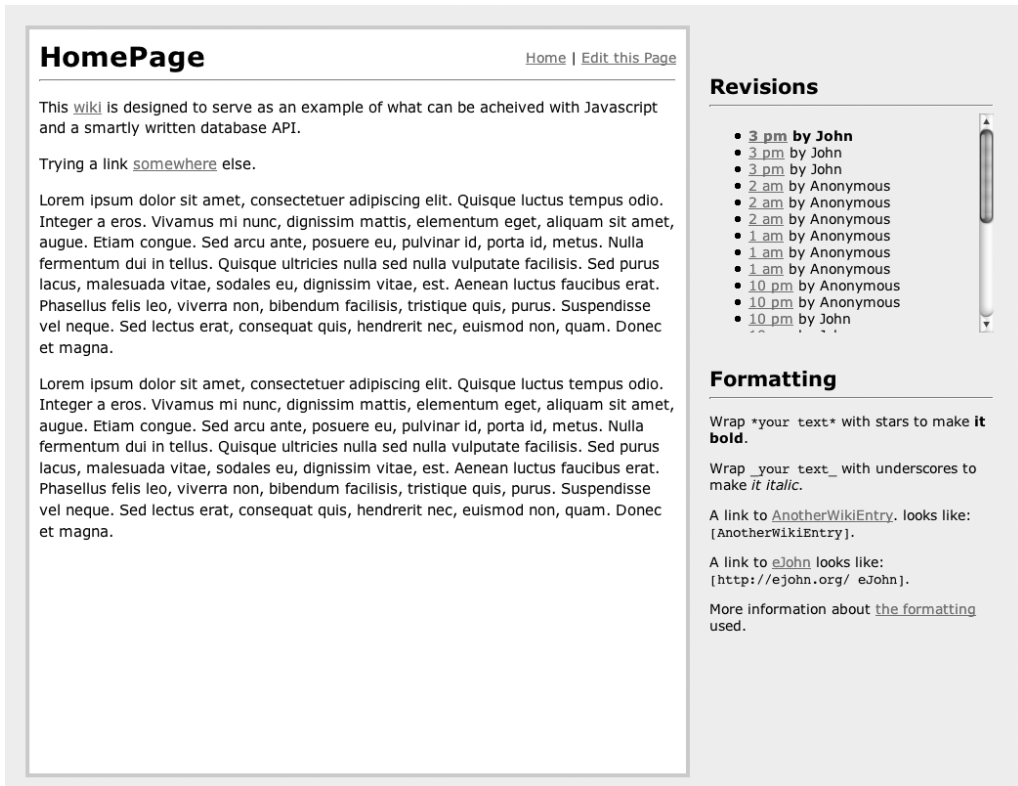 HomePage
Home | Edit this Page
This wiki is designed to serve as an example of what can be acheived with Javascript
and a smartly written database API.
Trying a link somewhere else.
Lorem ipsum dolor sit amet, consectetuer adipiscing elit. Quisque luctus tempus odio.
Integer a eros. Vivamus mi nunc, dignissim mattis, elementum eget, aliquam sit amet,
augue. Etiam congue. Sed arcu ante, posuere eu, pulvinar id, porta id, metus. Nulla
fermentum dui in tellus. Quisque ultricies nulla sed nulla vulputate facilisis. Sed purus
lacus, malesuada vitae, sodales eu, dignissim vitae, est. Aenean luctus faucibus erat.
Phasellus felis leo, viverra non, bibendum facilisis, tristique quis, purus. Suspendisse
vel neque. Sed lectus erat, consequat quis, hendrerit nec, euismod non, quam. Donec
et magna.
Lorem ipsum dolor sit amet, consectetuer adipiscing elit. Quisque luctus tempus odio.
Integer a eros. Vivamus mi nunc, dignissim mattis, elementum eget, aliquam sit amet,
augue. Etiam congue. Sed arcu ante, posuere eu, pulvinar id, porta id, metus. Nulla
fermentum dui in tellus. Quisque ultricies nulla sed nulla vulputate facilisis. Sed purus
lacus, malesuada vitae, sodales eu, dignissim vitae, est. Aenean luctus faucibus erat.
Phasellus felis leo, viverra non, bibendum facilisis, tristique quis, purus. Suspendisse
vel neque. Sed lectus erat, consequat quis, hendrerit nec, euismod non, quam. Donec
et magna.
Revisions
3 pm by John
3 pm by John
3 pm by John
2 am by Anonymous
2 am by Anonymous
2 am by Anonymous
1 am by Anonymous
1 am by Anonymous
1 am by Anonymous
10 pm by Anonymous
10 pm by Anonymous
10 pm by John
Formatting
Wrap *your text* with stars to make it
bold.
Wrap _your text_ with underscores to
make it italic.
A link to AnotherWikiEntry. looks like:
[AnotherWikiEntry].
A link to eJohn looks like:
[http://ejohn.org/ eJohn].
More information about the formatting
used.